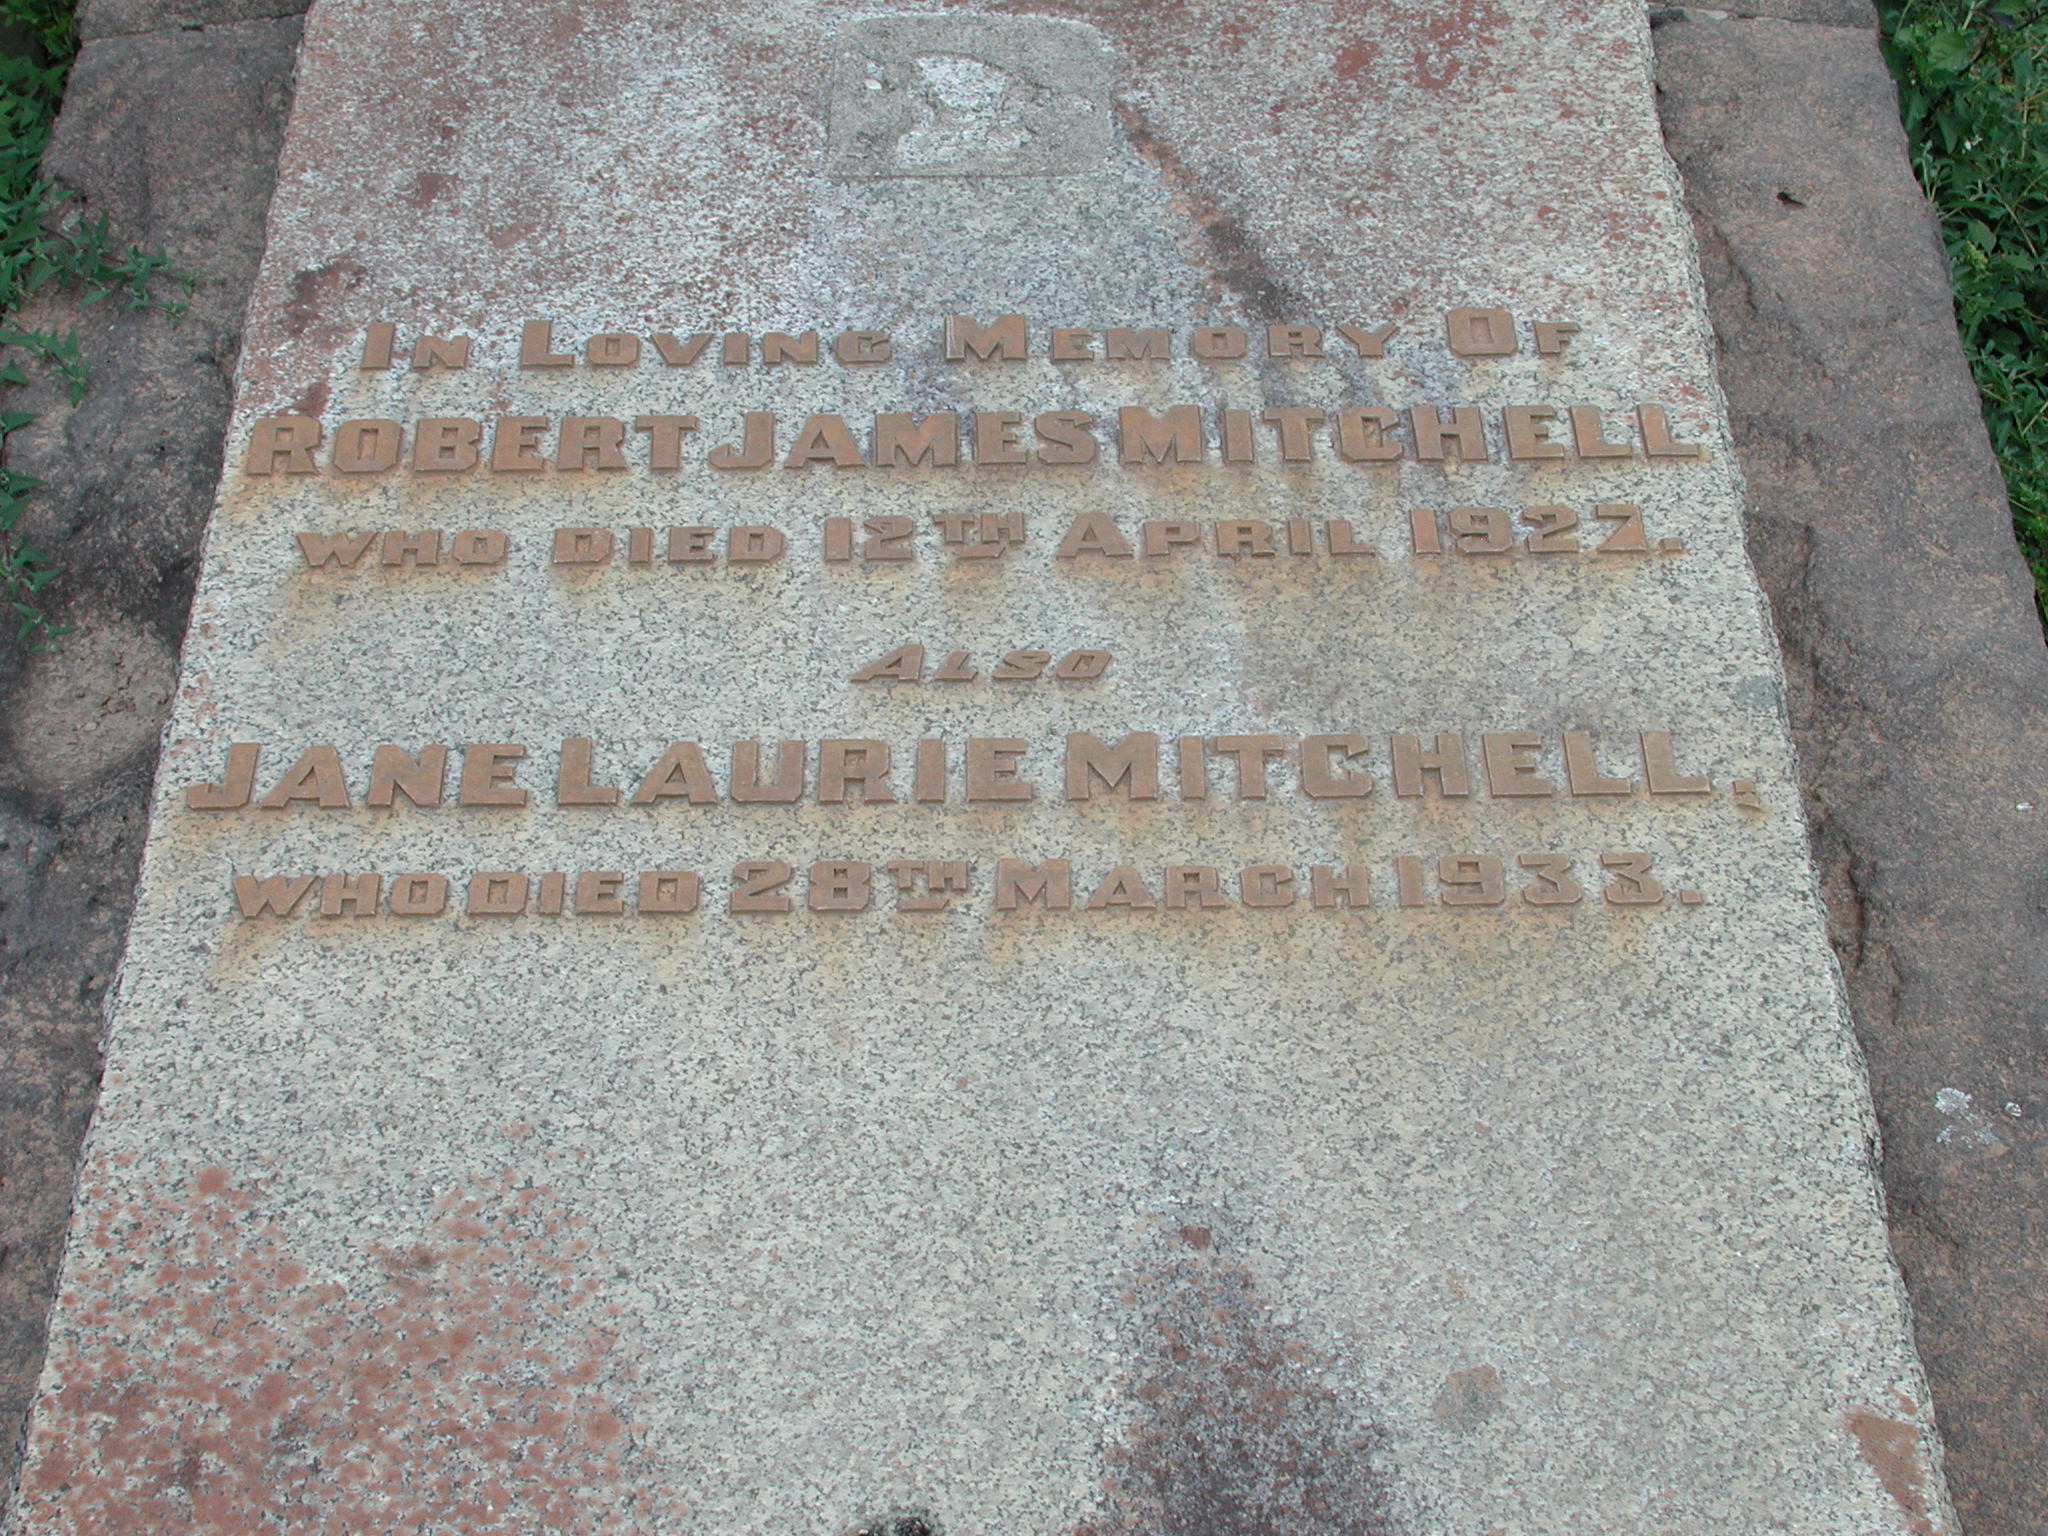 In Loving Memory Of
ROBERT JAMES MITCHELL
WHO DIED 12TH APRIL 1927.
ALSO
JANE LAURIE MITCHELL,
WHO DIED 28TH MARCH 1933.